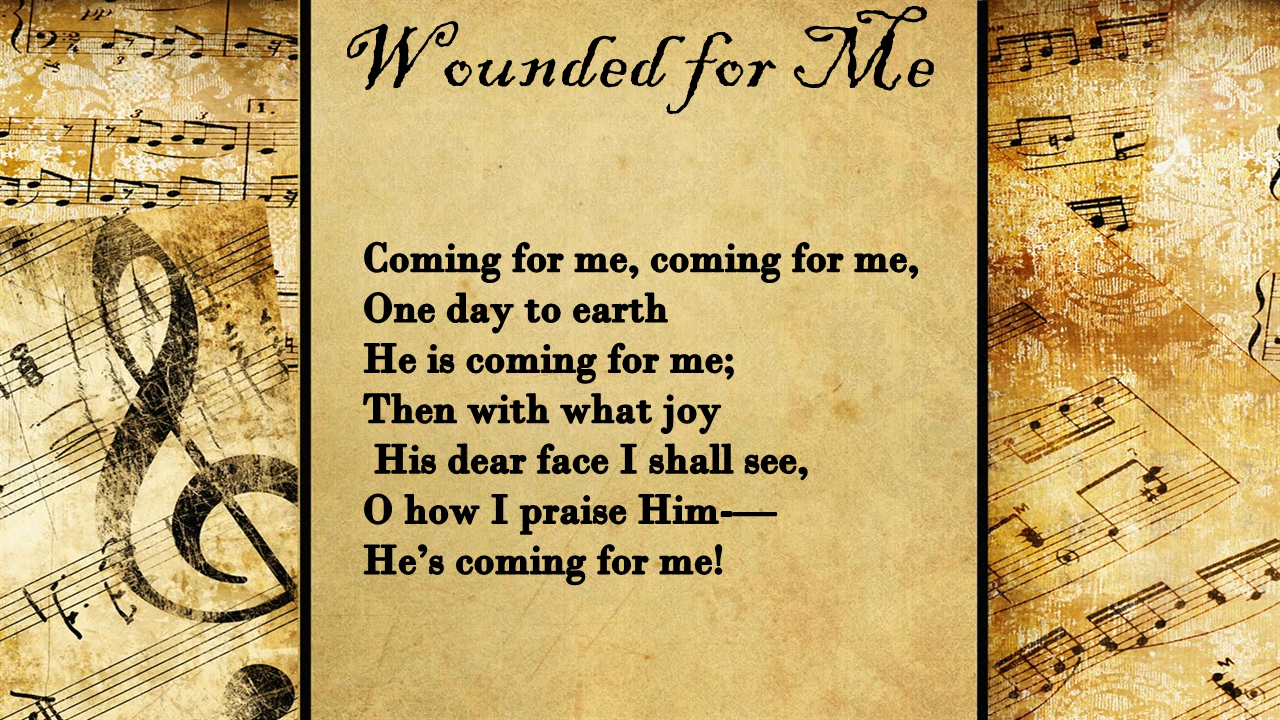 Wounded for Me
Coming for me, coming for me,
One day to earth
He is coming for me;
Then with what joy
His dear face I shall see,
O how I praise Him-—
He’s coming for me!